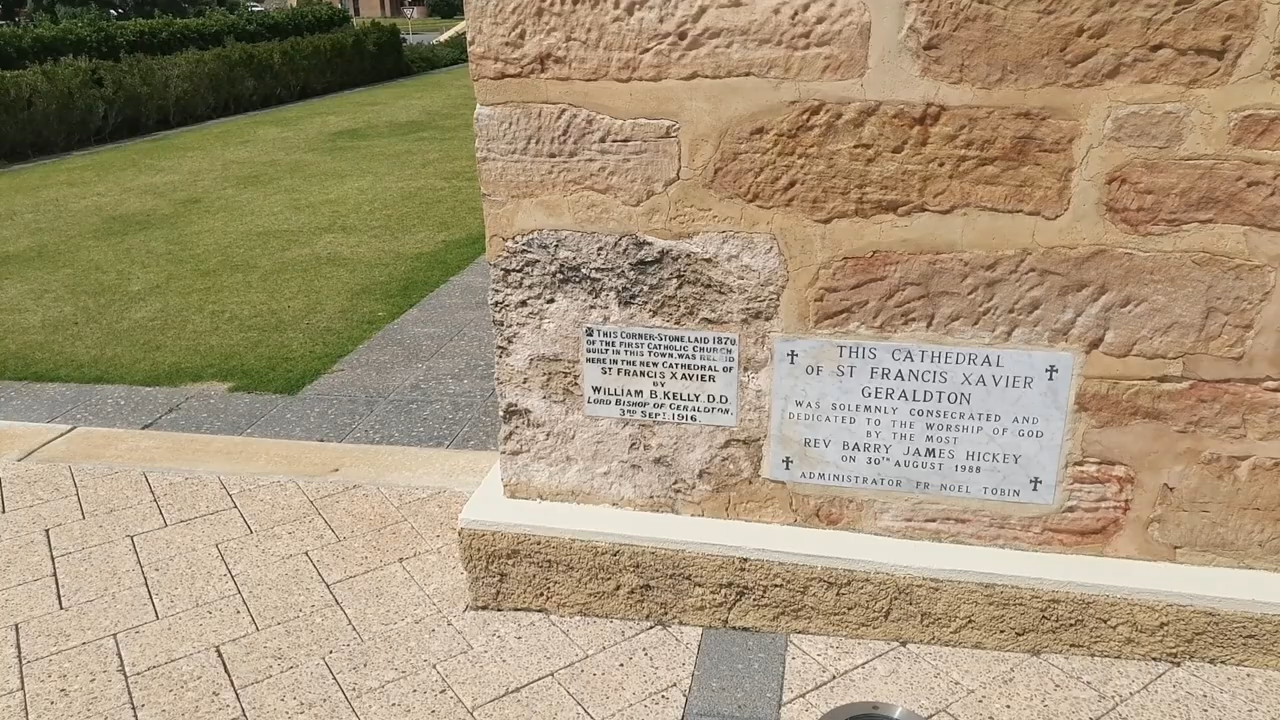 THIS CORNER-STONE, LAID 1870,
OF THE FIRST CATHOLIC CHURCH
BUILT IN THIS TOWN, WAS RELAID
HERE IN THE NEW CATHEDRAL OF
ST FRANCIS XAVIER
BY
WILLIAM B. KELLY. D.D.
LORD BISHOP OF GERALDTON.
3RD SEPT. 1916.
THIS CATHEDRAL
OF ST FRANCIS XAVIER
GERALDTON
WAS SOLEMNLY CONSECRATED AND
DEDICATED TO THE WORSHIP OF GOD
BY THE MOST
REV BARRY JAMES HICKEY
ON 30TH AUGUST 1988
ADMINISTRATOR FR NOEL TOBIN